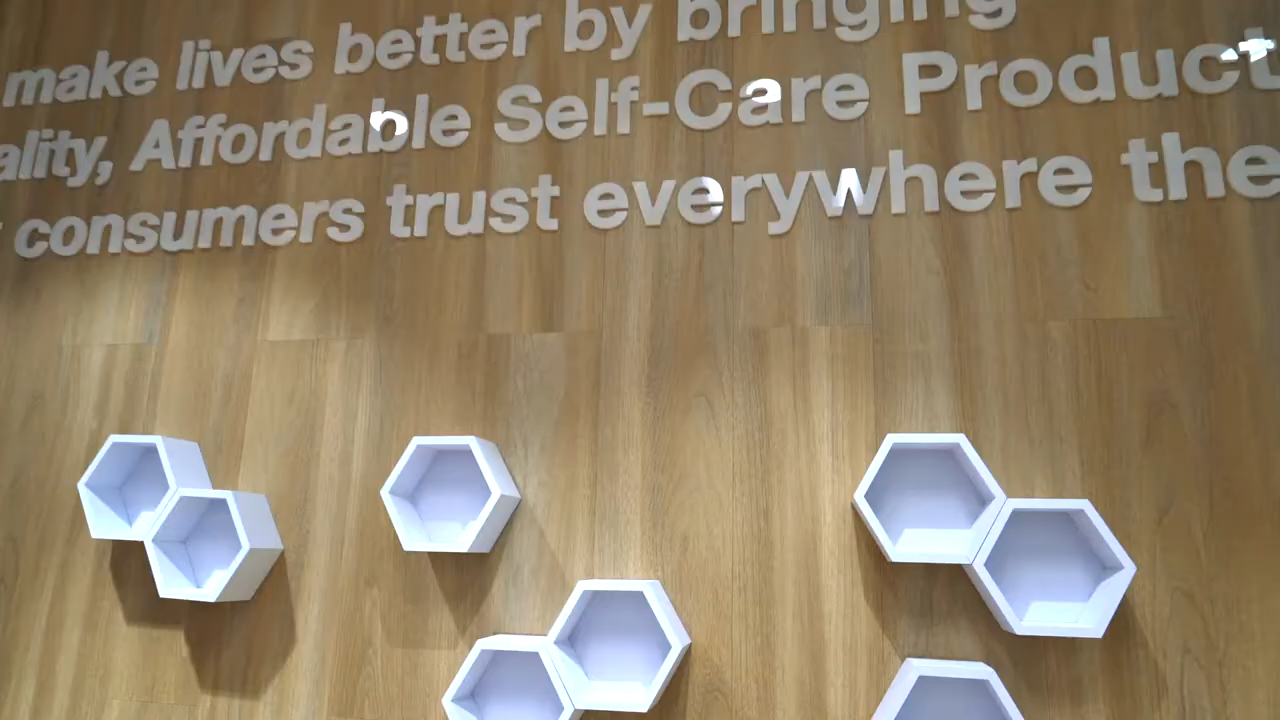 make lives better by bringing
ality, Affordable Self-Care Product
consumers trust everywhere the